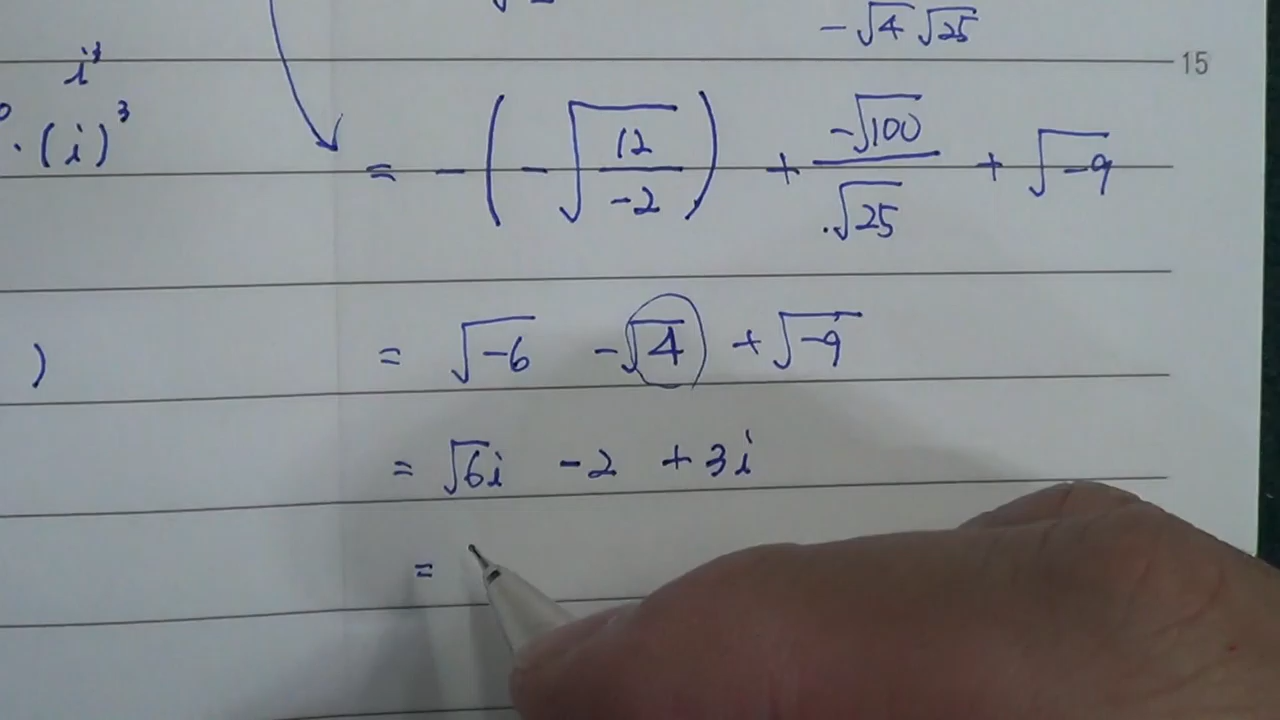 -√4 √25
15
i³
· (i)³
= - ( - √(12/-2) ) + -√100/√25 + √-9
) = √-6 - √4 + √-9
= √6i - 2 + 3i
=